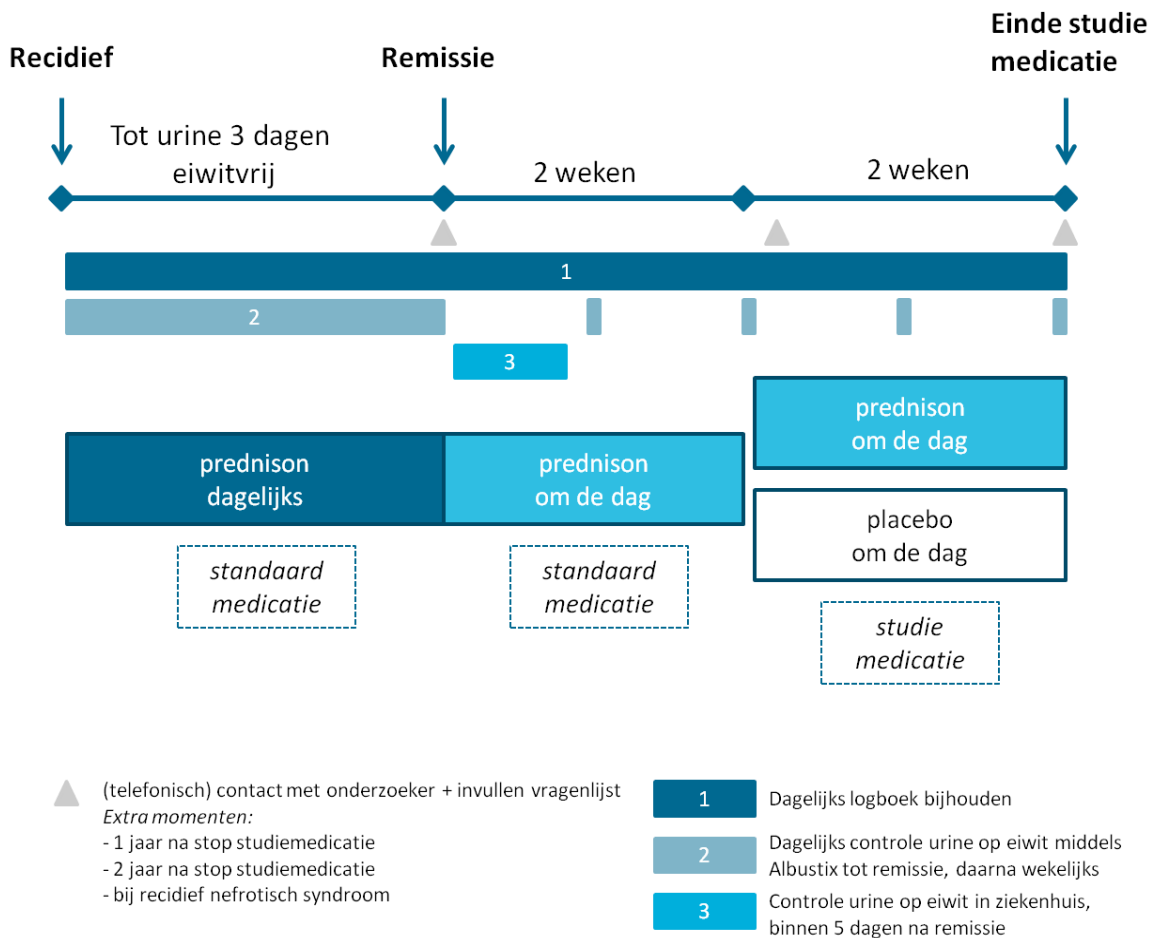 Recidief
Remissie
Einde studie
medicatie
Tot urine 3 dagen
eiwitvrij
2 weken
2 weken
1
2
3
prednison
dagelijks
prednison
om de dag
prednison
om de dag
placebo
om de dag
standaard
medicatie
standaard
medicatie
studie
medicatie
(telefonisch) contact met onderzoeker + invullen vragenlijst
Extra momenten:
- 1 jaar na stop studiemedicatie
- 2 jaar na stop studiemedicatie
- bij recidief nefrotisch syndroom
1
Dagelijks logboek bijhouden
2
Dagelijks controle urine op eiwit middels
Albustix tot remissie, daarna wekelijks
3
Controle urine op eiwit in ziekenhuis,
binnen 5 dagen na remissie